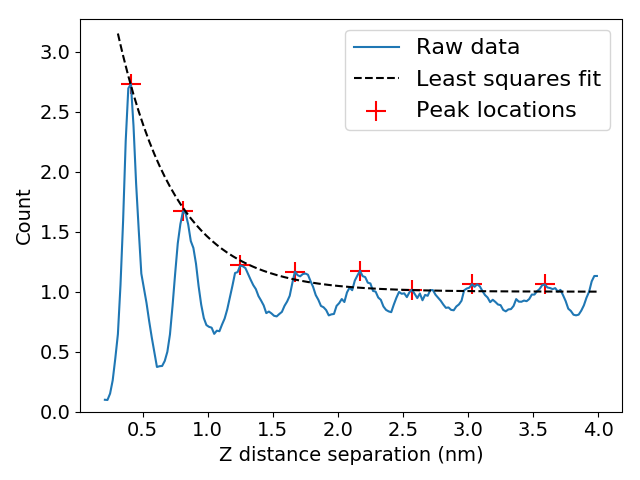 Raw data
Least squares fit
Peak locations
3.0
2.5
2.0
1.5
1.0
0.5
0.0
Count
0.5 1.0 1.5 2.0 2.5 3.0 3.5 4.0
Z distance separation (nm)